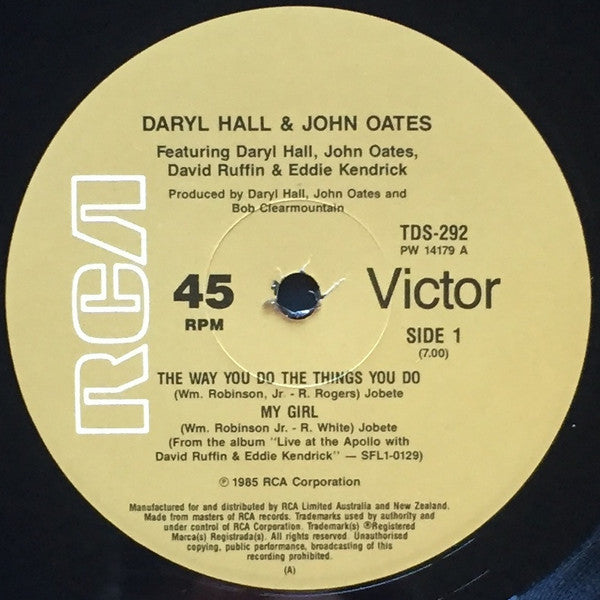 DARYL HALL & JOHN OATES
Featuring Daryl Hall, John Oates,
David Ruffin & Eddie Kendrick
Produced by Daryl Hall, John Oates and
Bob Clearmountain
RCA
TDS-292
PW 14179 A
45
RPM
Victor
SIDE 1
(7.00)
THE WAY YOU DO THE THINGS YOU DO
(Wm. Robinson, Jr. - R. Rogers) Jobete
MY GIRL
(Wm. Robinson Jr. - R. White) Jobete
(From the album "Live at the Apollo with
David Ruffin & Eddie Kendrick" — SFL1-0129)
℗ 1985 RCA Corporation
Manufactured for and distributed by RCA Limited Australia and New Zealand.
Made from masters of RCA records. Trademarks used by authority and
under control of RCA Corporation. Trademark(s) ®Registered
Marca(s) Registrada(s). All rights reserved. Unauthorised
copying, public performance, broadcasting of this
recording prohibited.
(A)